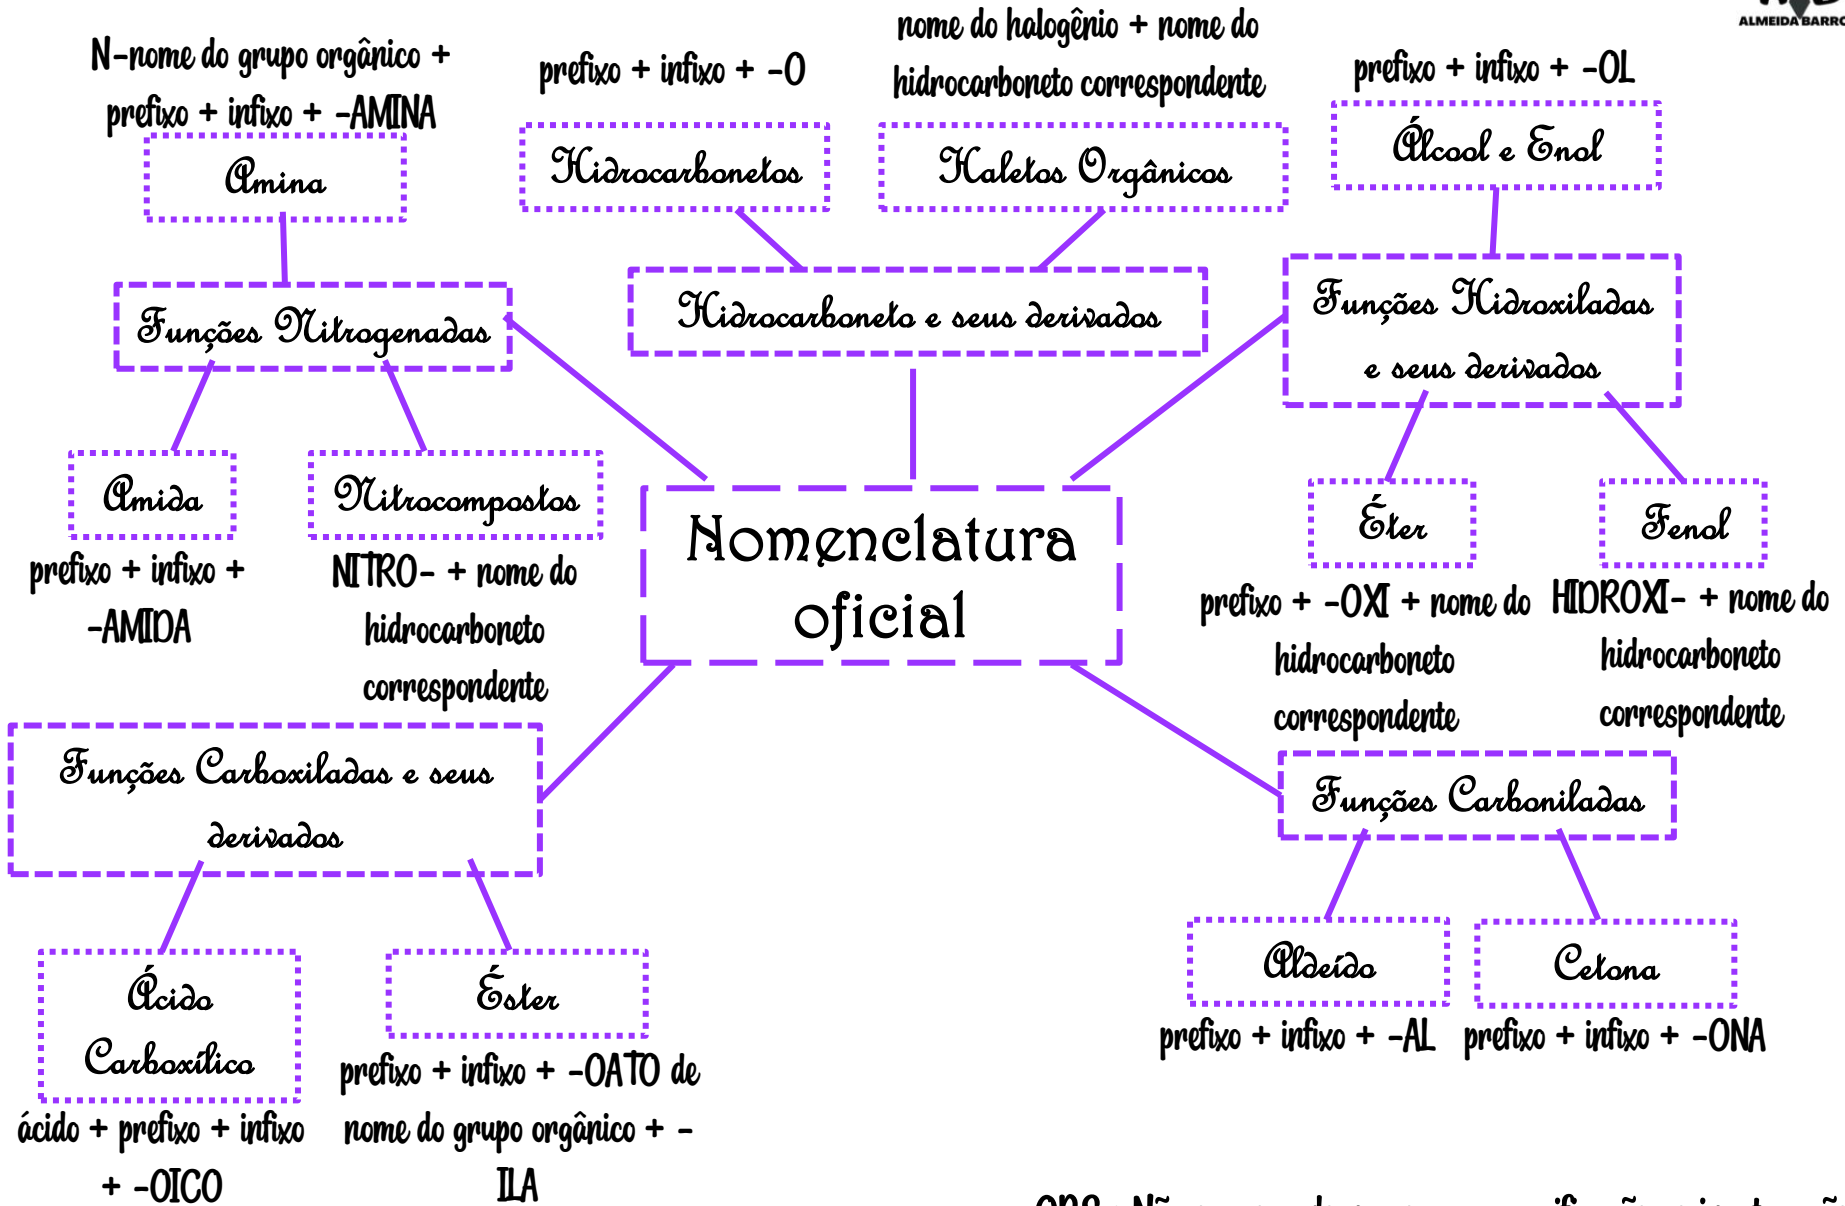 ALMEIDA BARRO
N-nome do grupo orgânico +
prefixo + infixo + -AMINA
Amina
prefixo + infixo + -O
Hidrocarbonetos
nome do halogênio + nome do
hidrocarboneto correspondente
Haletos Orgânicos
prefixo + infixo + -OL
Álcool e Enol
Funções Nitrogenadas
Hidrocarboneto e seus derivados
Funções Hidroxiladas
e seus derivados
Amida
prefixo + infixo +
-AMIDA
Nitrocompostos
NITRO- + nome do
hidrocarboneto
correspondente
Nomenclatura
oficial
Éter
prefixo + -OXI + nome do
hidrocarboneto
correspondente
Fenol
HIDROXI- + nome do
hidrocarboneto
correspondente
Funções Carboxiladas e seus
derivados
Funções Carboniladas
Ácido
Carboxílico
ácido + prefixo + infixo
+ -OICO
Éster
prefixo + infixo + -OATO de
nome do grupo orgânico + -
ILA
Aldeído
prefixo + infixo + -AL
Cetona
prefixo + infixo + -ONA